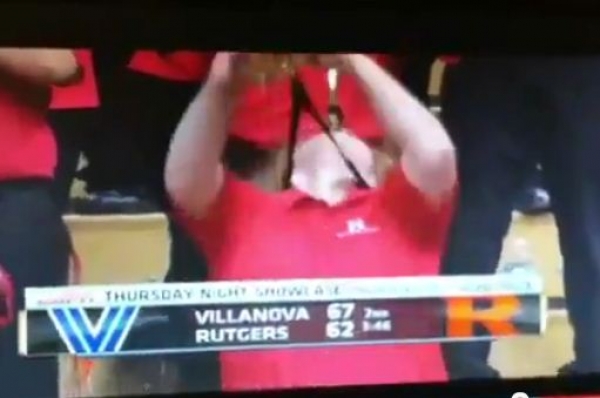 THURSDAY NIGHT SHOWCASE
VILLANOVA 67 2ND
RUTGERS 62 3:46
V
R